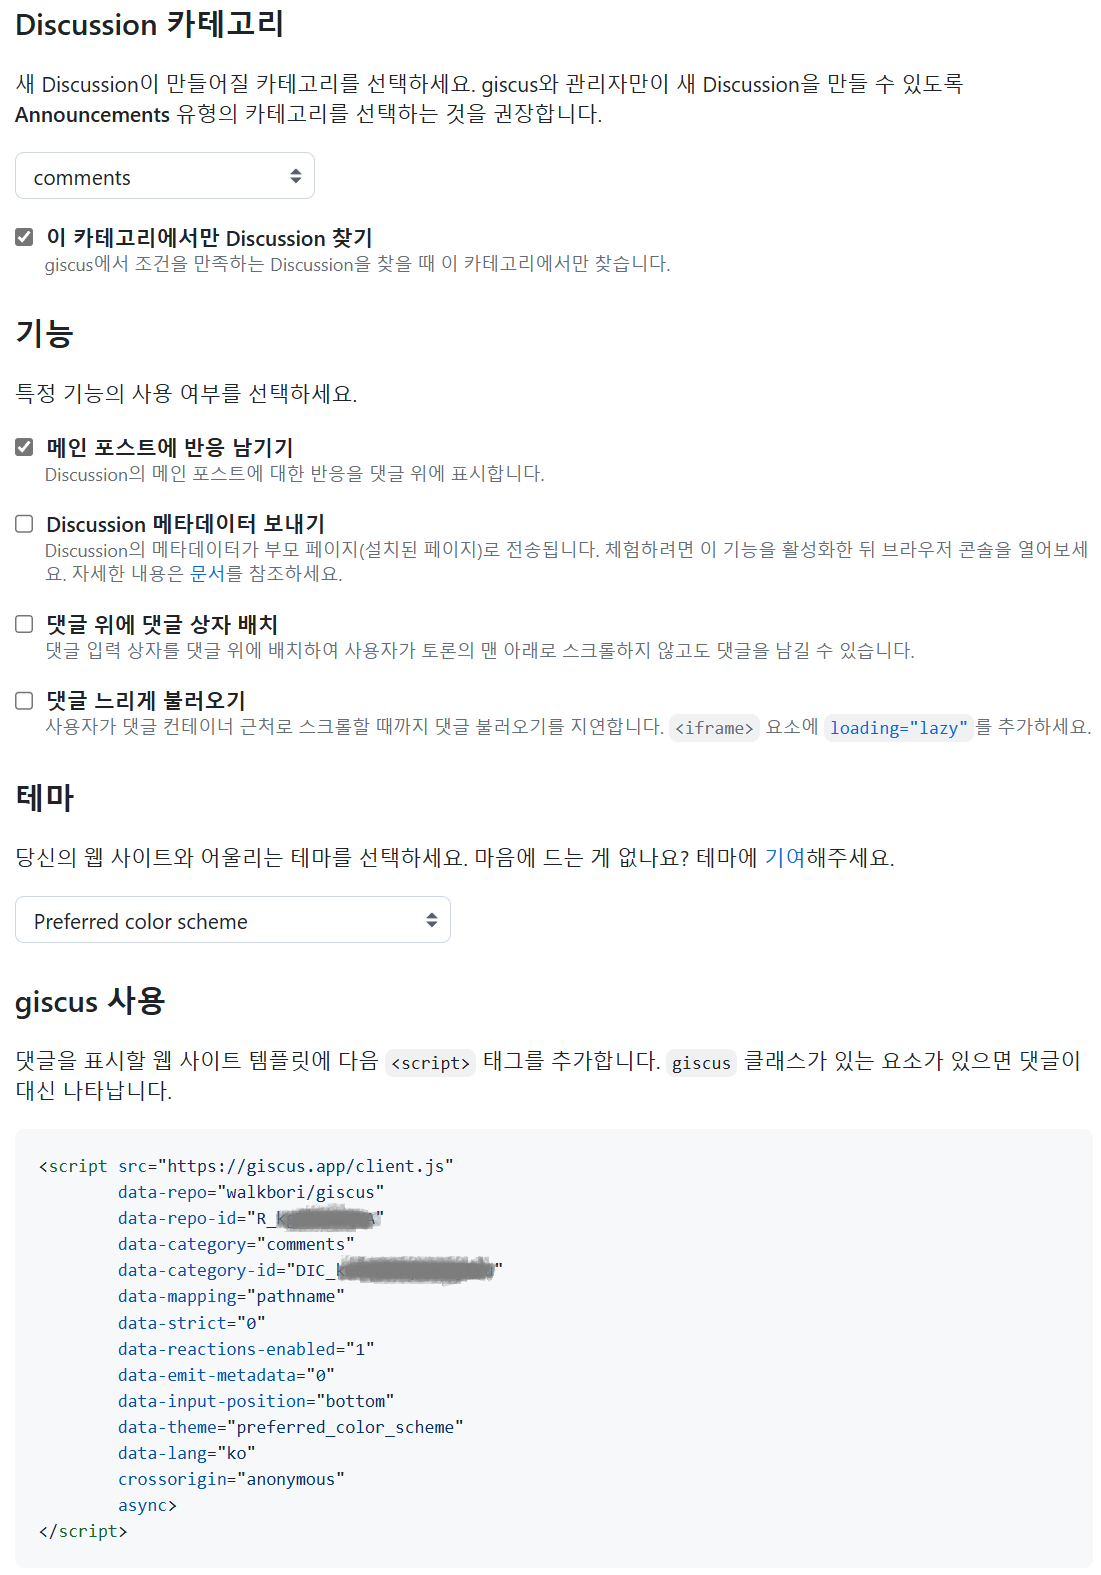 Discussion 카테고리
새 Discussion이 만들어질 카테고리를 선택하세요. giscus와 관리자만이 새 Discussion을 만들 수 있도록
Announcements 유형의 카테고리를 선택하는 것을 권장합니다.
comments
이 카테고리에서만 Discussion 찾기
giscus에서 조건을 만족하는 Discussion을 찾을 때 이 카테고리에서만 찾습니다.
기능
특정 기능의 사용 여부를 선택하세요.
메인 포스트에 반응 남기기
Discussion의 메인 포스트에 대한 반응을 댓글 위에 표시합니다.
Discussion 메타데이터 보내기
Discussion의 메타데이터가 부모 페이지(설치된 페이지)로 전송됩니다. 체험하려면 이 기능을 활성화한 뒤 브라우저 콘솔을 열어보세
요. 자세한 내용은 문서를 참조하세요.
댓글 위에 댓글 상자 배치
댓글 입력 상자를 댓글 위에 배치하여 사용자가 토론의 맨 아래로 스크롤하지 않고도 댓글을 남길 수 있습니다.
댓글 느리게 불러오기
사용자가 댓글 컨테이너 근처로 스크롤할 때까지 댓글 불러오기를 지연합니다. <iframe> 요소에 loading="lazy"를 추가하세요.
테마
당신의 웹 사이트와 어울리는 테마를 선택하세요. 마음에 드는 게 없나요? 테마에 기여해주세요.
Preferred color scheme
giscus 사용
댓글을 표시할 웹 사이트 템플릿에 다음 <script> 태그를 추가합니다. giscus 클래스가 있는 요소가 있으면 댓글이
대신 나타납니다.
<script src="https://giscus.app/client.js"
data-repo="walkbori/giscus"
data-repo-id="R_
data-category="comments"
data-category-id="DIC_
data-mapping="pathname"
data-strict="0"
data-reactions-enabled="1"
data-emit-metadata="0"
data-input-position="bottom"
data-theme="preferred_color_scheme"
data-lang="ko"
crossorigin="anonymous"
async>
</script>